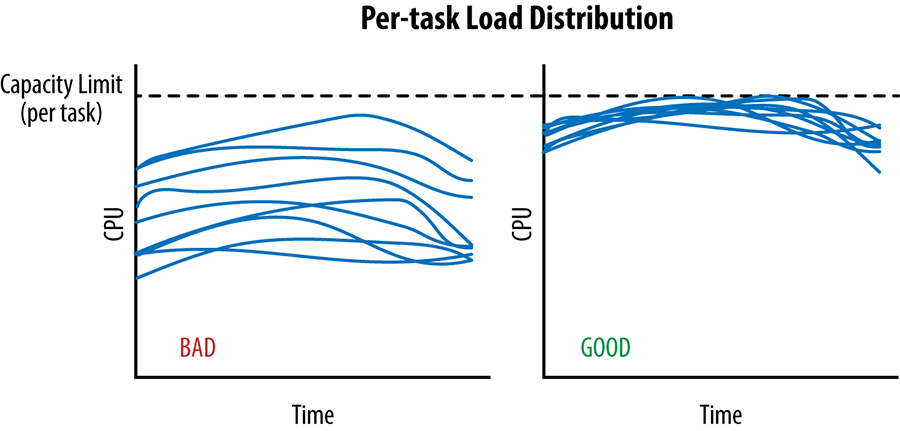 Per-task Load Distribution
Capacity Limit
(per task)
CPU
BAD
Time
CPU
GOOD
Time